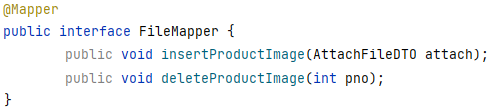 @Mapper
public interface FileMapper {
public void insertProductImage(AttachFileDTO attach);
public void deleteProductImage(int pno);
}